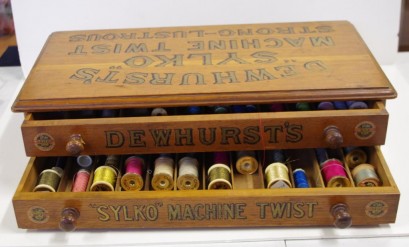 DEWHURST'S
"SYLKO"
MACHINE TWIST
STRONG-LUSTROUS
DEWHURST'S
"SYLKO" MACHINE TWIST